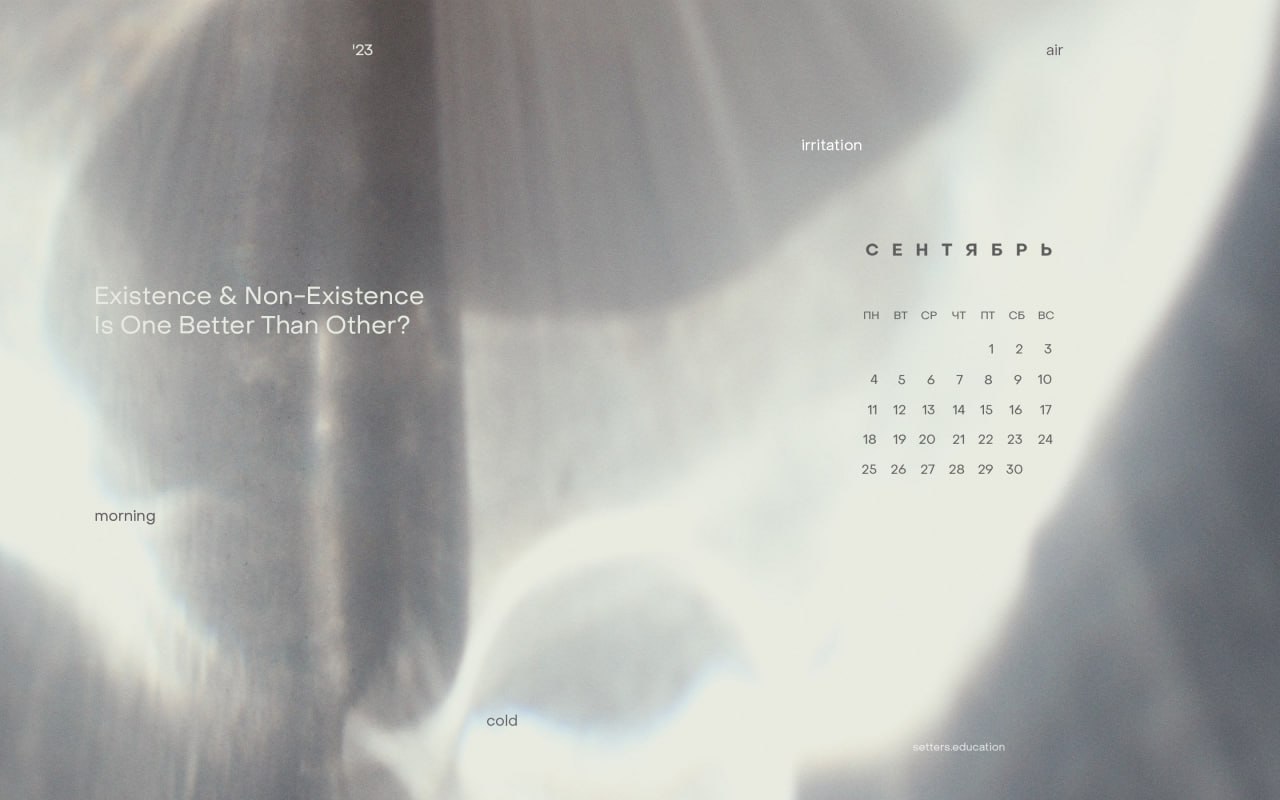 '23
air
irritation
СЕНТЯБРЬ
Existence & Non-Existence
Is One Better Than Other?
ПН ВТ СР ЧТ ПТ СБ ВС
1 2 3
4 5 6 7 8 9 10
11 12 13 14 15 16 17
18 19 20 21 22 23 24
25 26 27 28 29 30
morning
cold
setters.education